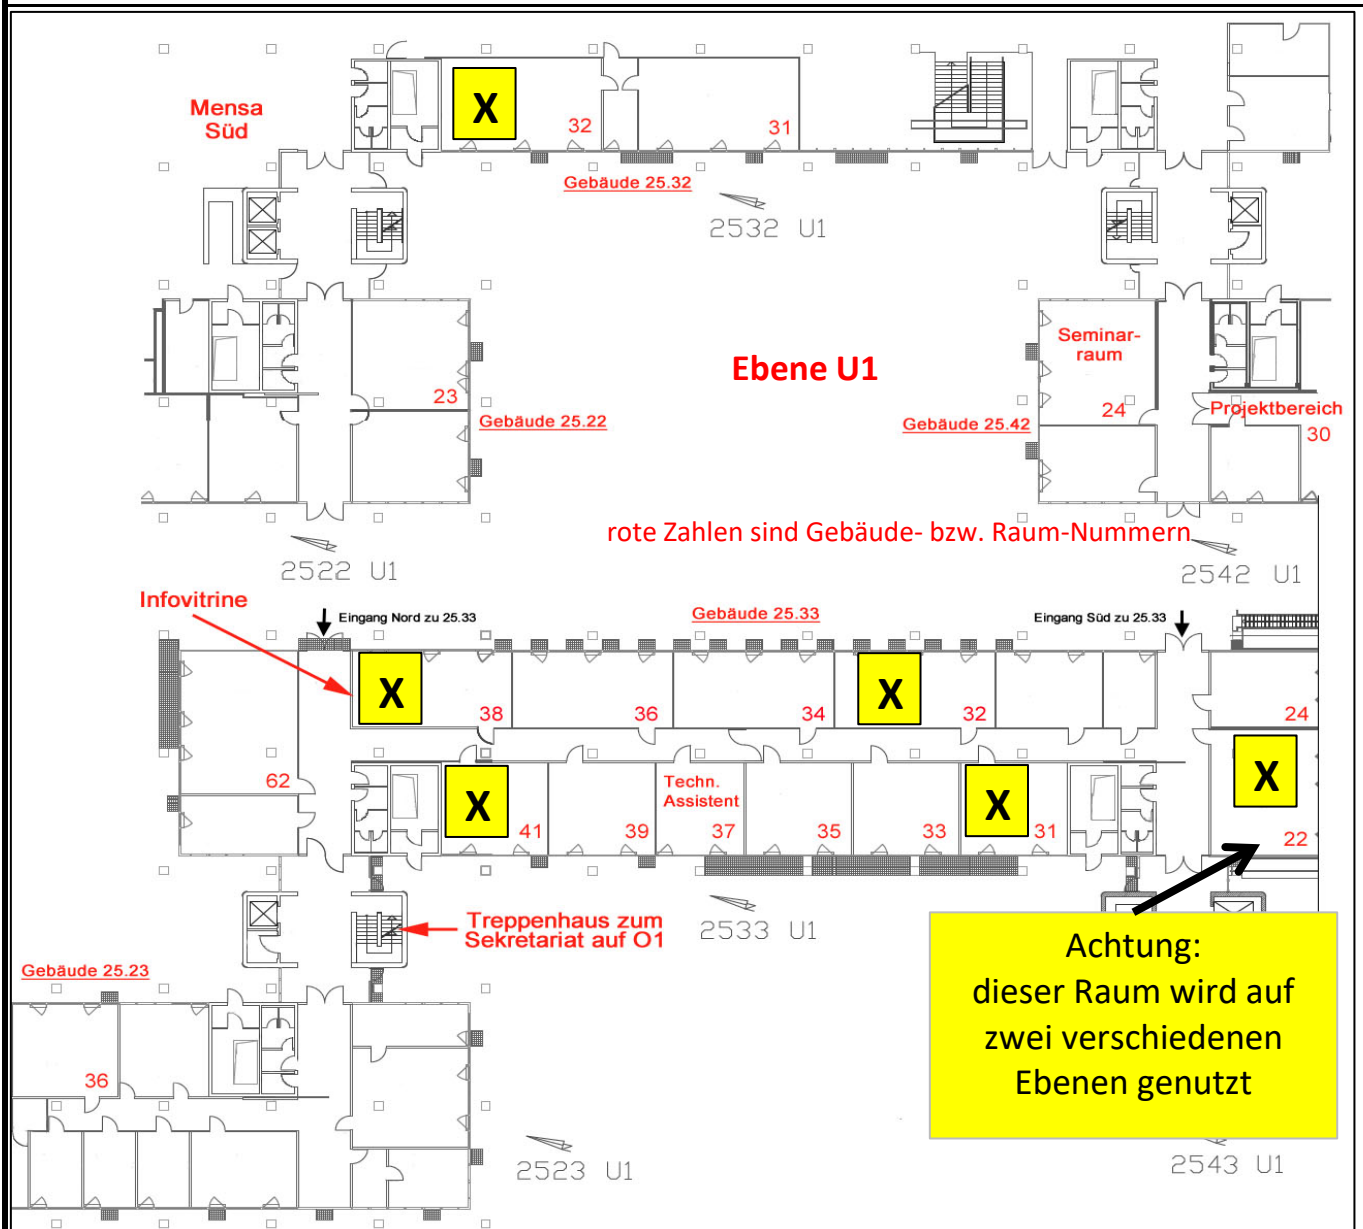 Mensa
Süd
X
32
31
Gebäude 25.32
2532 U1
Seminar-
raum
Ebene U1
23
24
Projektbereich
30
Gebäude 25.22
Gebäude 25.42
rote Zahlen sind Gebäude- bzw. Raum-Nummern
2522 U1
2542 U1
Infovitrine
Eingang Nord zu 25.33
Gebäude 25.33
Eingang Süd zu 25.33
X
38
36
34
X
32
24
62
X
41
39
Techn.
Assistent
37
35
33
X
31
X
22
Treppenhaus zum
Sekretariat auf O1
2533 U1
Achtung:
dieser Raum wird auf
zwei verschiedenen
Ebenen genutzt
Gebäude 25.23
36
2523 U1
2543 U1